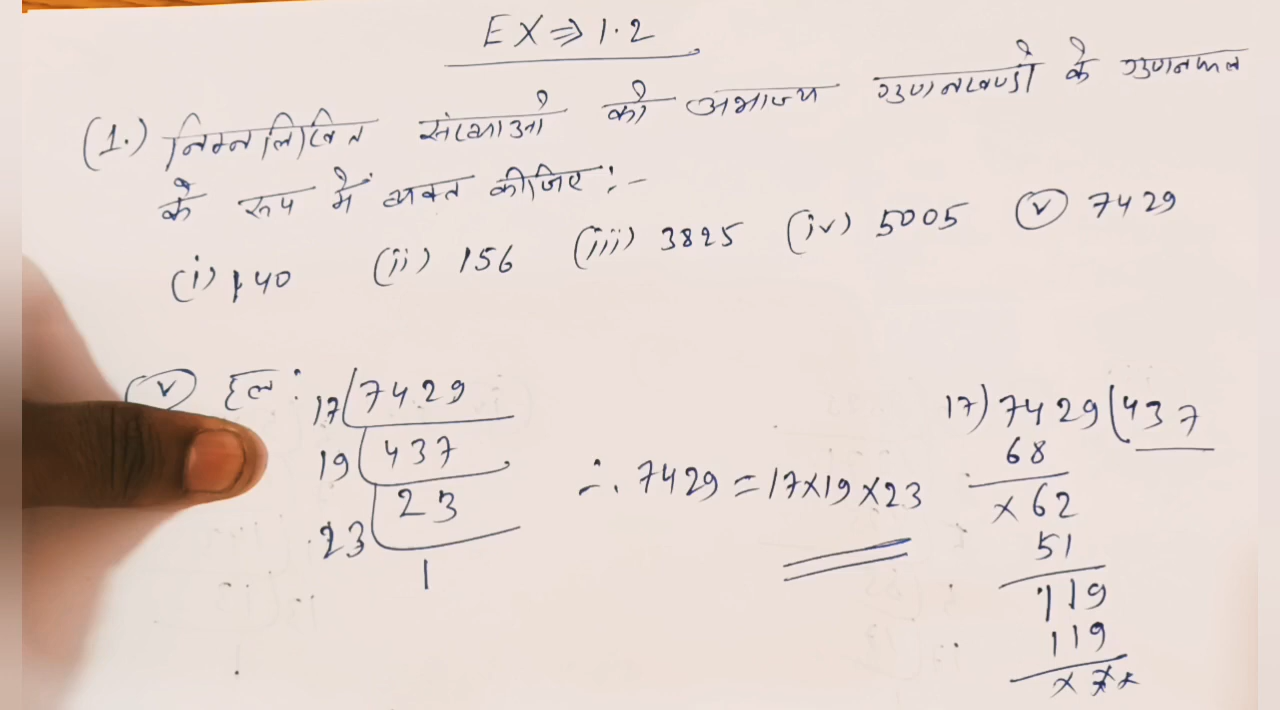 EX ⇒ 1.2
(1.) निम्नलिखित संख्याओ को अभाज्य गुणनखण्डो के गुणनफल
के रूप में व्यक्त कीजिए :-
(i) 140 (ii) 156 (iii) 3825 (iv) 5005 (v) 7429
(v) हल :
17 | 7429
19 | 437
23 | 23
1
∴ 7429 = 17×19×23
17) 7429 (437
68
× 62
51
119
119
× × ×